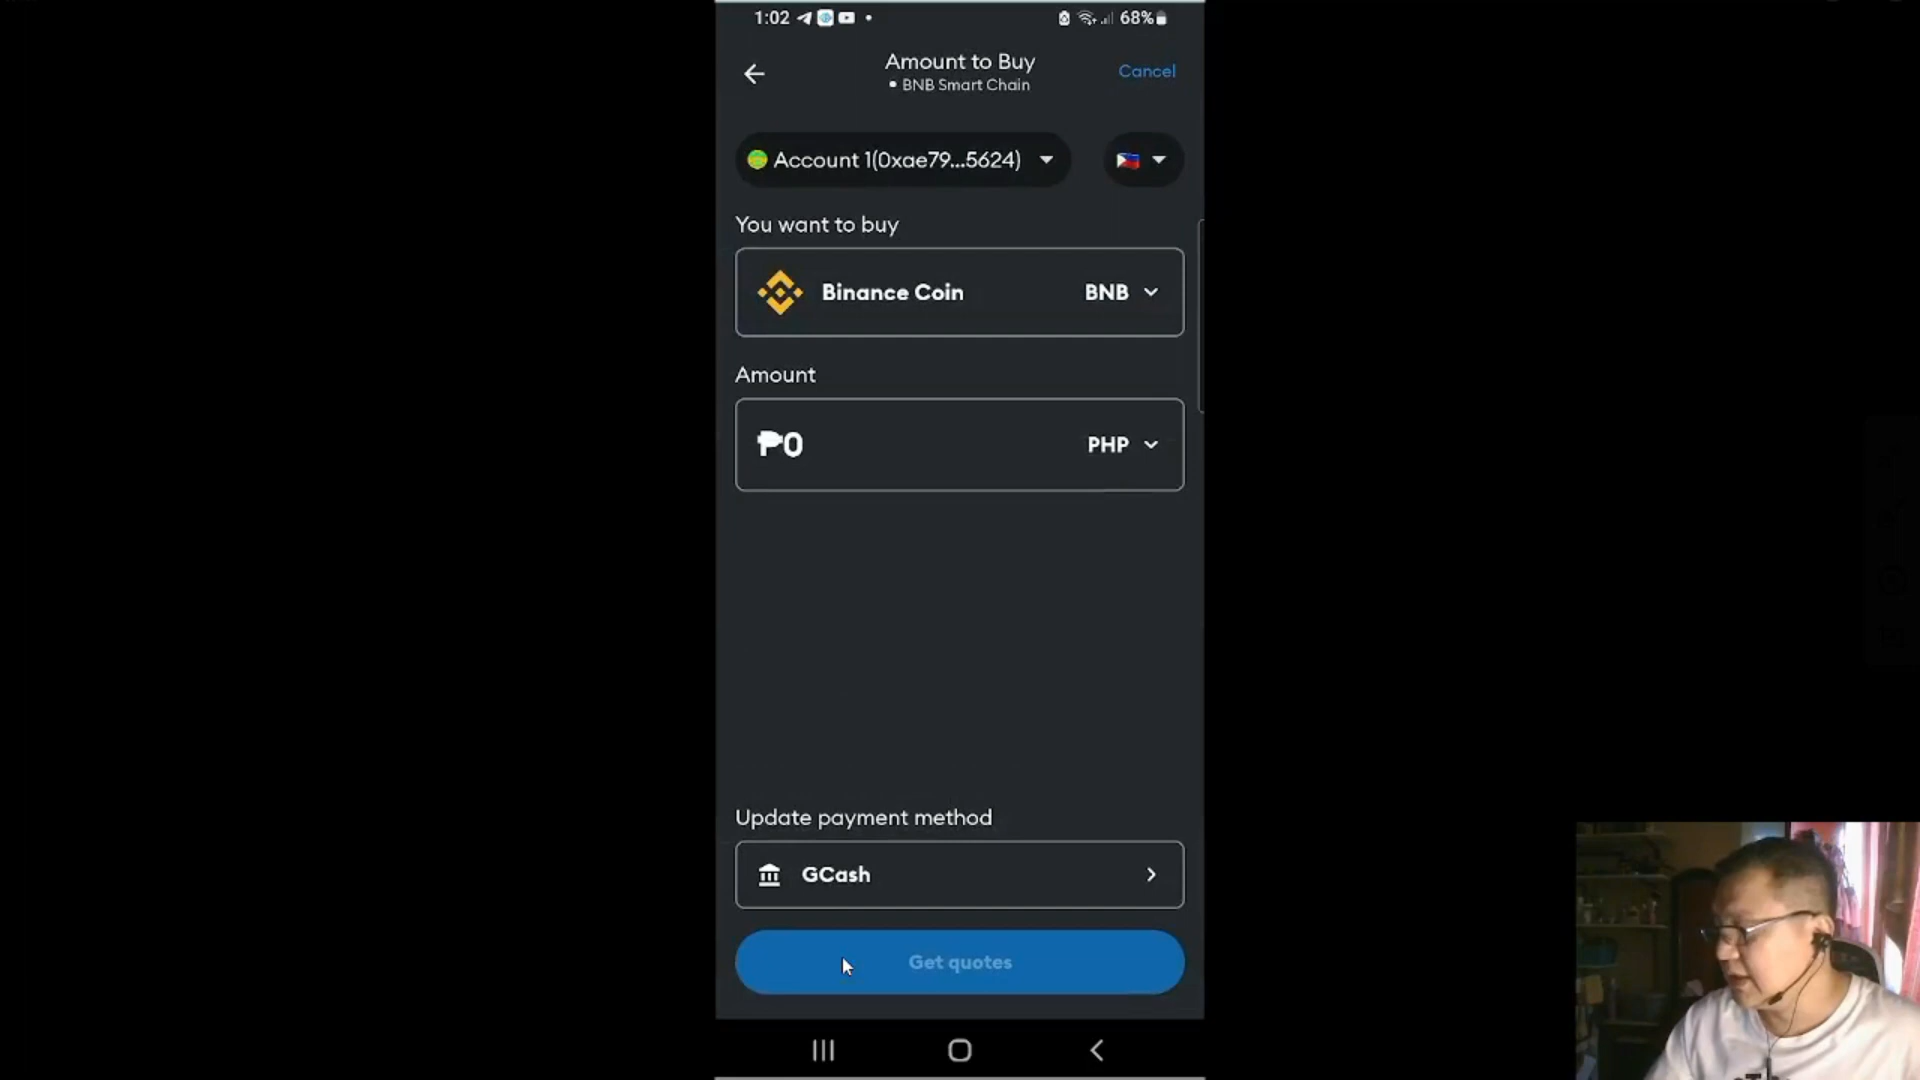 1:02
68%
Amount to Buy
BNB Smart Chain
Cancel
Account 1(0xae79...5624)
You want to buy
Binance Coin
BNB
Amount
₱0
PHP
Update payment method
GCash
Get quotes